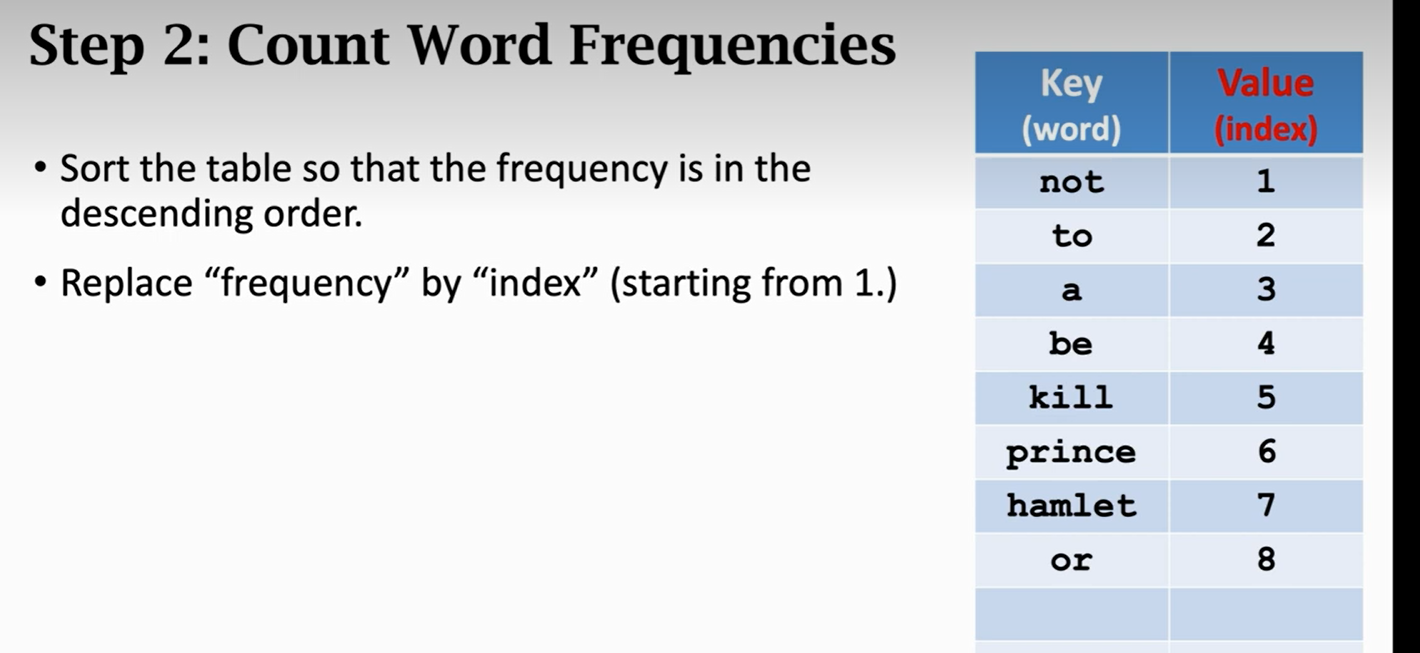 Step 2: Count Word Frequencies
• Sort the table so that the frequency is in the
descending order.
• Replace “frequency” by “index” (starting from 1.)
Key Value
(word) (index)
not 1
to 2
a 3
be 4
kill 5
prince 6
hamlet 7
or 8